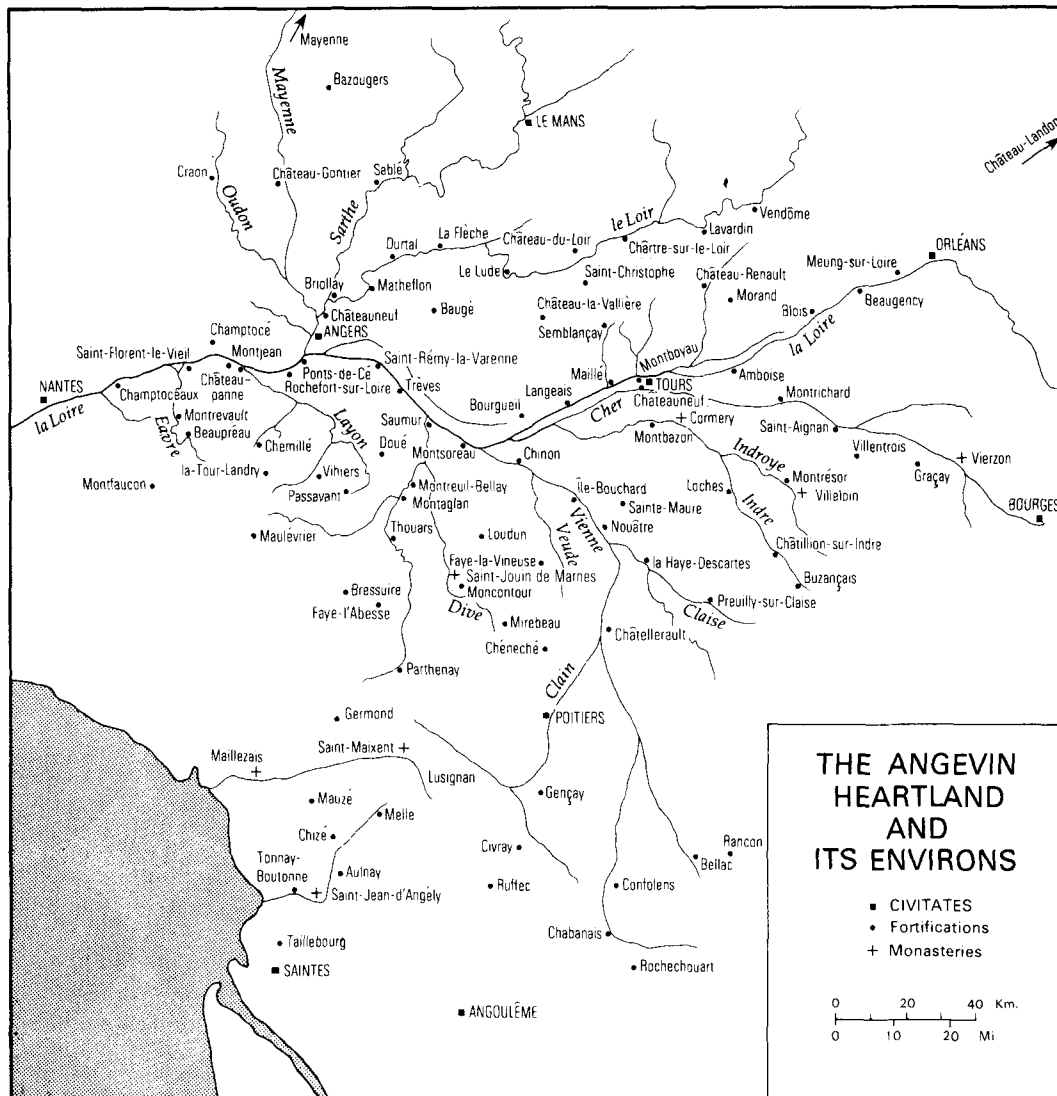 Mayenne
Bazougers
Mayenne
LE MANS
Château-Landon
Craon
Château-Gontier
Sablé
Oudon
Sarthe
le Loir
Vendôme
La Flèche
Château-du-Loir
Lavardin
Durtal
Chârtre-sur-le-Loir
ORLÉANS
Le Lude
Saint-Christophe
Château-Renault
Meung-sur-Loire
Briollay
Matheflon
Morand
Beaugency
Châteauneuf
Baugé
Château-la-Vallière
Blois
ANGERS
Semblançay
la Loire
Champtocé
Montboyau
Saint-Florent-le-Vieil
Montjean
Saint-Rémy-la-Varenne
Ponts-de-Cé
Maillé
Amboise
NANTES
Château-
panne
Rochefort-sur-Loire
Trèves
Langeais
TOURS
Champtoceaux
Bourgueil
Cher
Châteauneuf
Montrichard
la Loire
Montrevault
Layon
Saumur
Cormery
Saint-Aignan
Eavre
Beaupréau
Chemillé
Doué
Montsoreau
Montbazon
Villentrois
Vierzon
la-Tour-Landry
Chinon
Indroye
Graçay
Montfaucon
Vihiers
Montreuil-Bellay
Île-Bouchard
Loches
Montrésor
Villeloin
BOURGES
Passavant
Montaglan
Vienne
Sainte-Maure
Indre
Maulévrier
Thouars
Loudun
Veude
Nouâtre
Châtillon-sur-Indre
Faye-la-Vineuse
la Haye-Descartes
Saint-Jouin de Marnes
Buzançais
Bressuire
Moncontour
Preuilly-sur-Claise
Faye-l'Abesse
Dive
Mirebeau
Claise
Châtellerault
Chéneché
Parthenay
Clain
Germond
POITIERS
Maillezais
Saint-Maixent
Lusignan
Mauzé
Gençay
Melle
Chizé
Civray
Rancon
Tonnay-
Boutonne
Aulnay
Bellac
Saint-Jean-d'Angély
Ruffec
Confolens
Taillebourg
Chabanais
SAINTES
Rochechouart
ANGOULÊME
THE ANGEVIN
HEARTLAND
AND
ITS ENVIRONS
CIVITATES
Fortifications
Monasteries
0 20 40 Km.
0 10 20 Mi